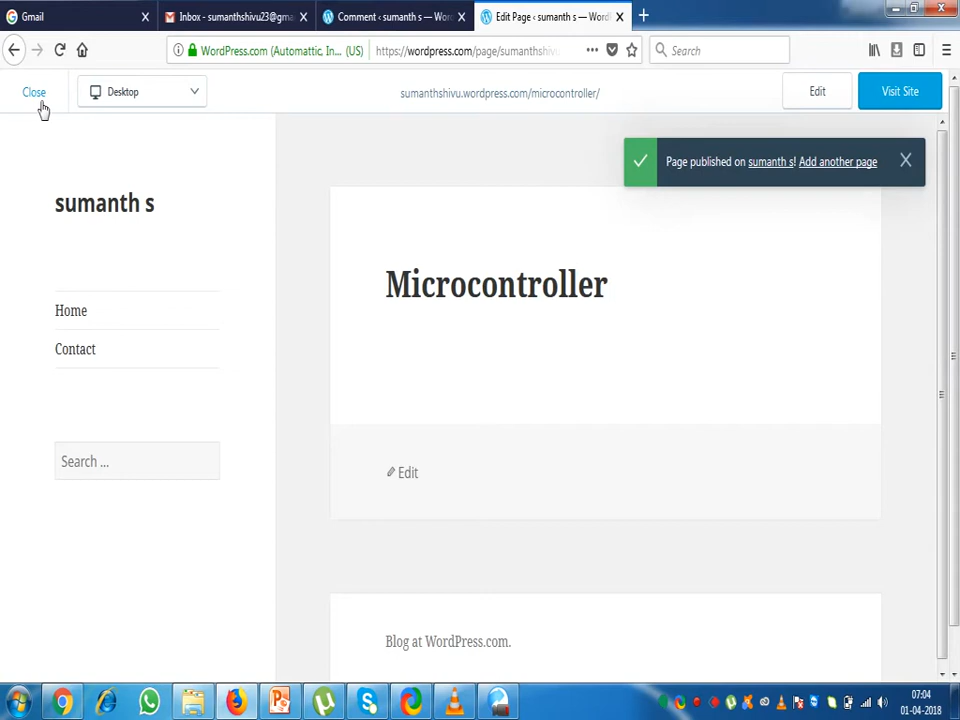 Gmail
Inbox - sumanthshivu23@gma
Comment ‹ sumanth s — Wor
Edit Page ‹ sumanth s — Word
WordPress.com (Automattic, In... (US)
https://wordpress.com/page/sumanthshiv
Search
Close
Desktop
sumanthshivu.wordpress.com/microcontroller/
Edit
Visit Site
Page published on sumanth s! Add another page
sumanth s
Microcontroller
Home
Contact
Search ...
Edit
Blog at WordPress.com.
07:04
01-04-2018